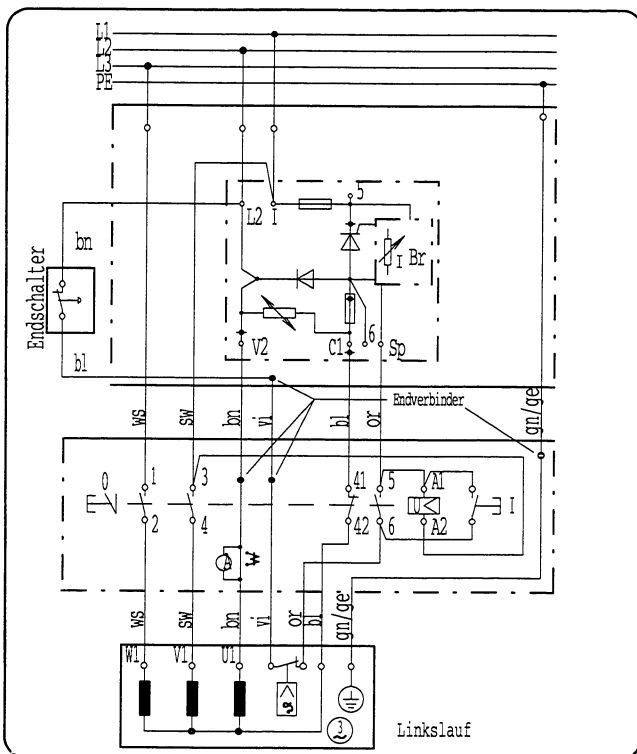 L1
L2
L3
PE
5
L2 I
bn
I Br
Endschalter
6
V2 C1 Sp
bl
ws sw bn vi bl or gn/ge
Endverbinder
0 1 3 41 5 A1
U I
2 4 42 6 A2
A
ws sw bn vi or bl gn/ge
W1 V1 U1
ϑ
3
Linkslauf